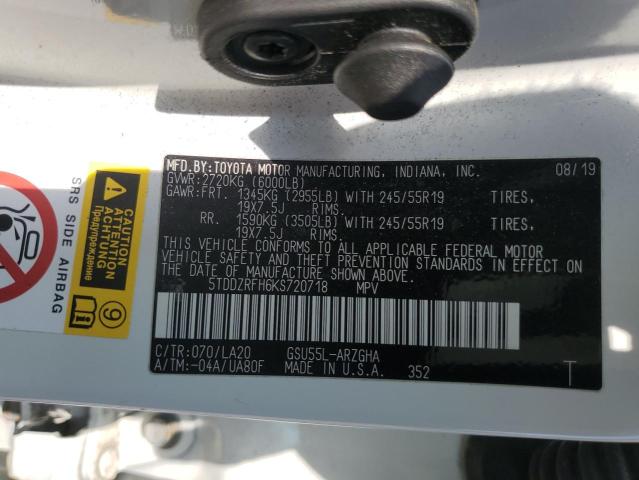 MFD.BY:TOYOTA MOTOR MANUFACTURING, INDIANA, INC. 08/19
GVWR:2720KG (6000LB)
GAWR:FRT. 1345KG (2955LB) WITH 245/55R19 TIRES,
19X7.5J RIMS.
RR. 1590KG (3505LB) WITH 245/55R19 TIRES,
19X7.5J RIMS
THIS VEHICLE CONFORMS TO ALL APPLICABLE FEDERAL MOTOR
VEHICLE SAFETY AND THEFT PREVENTION STANDARDS IN EFFECT
ON THE DATE OF MANUFACTURE SHOWN ABOVE.
5TDDZRFH6KS720718 MPV
C/TR:070/LA20 GSU55L-ARZGHA
A/TM:-04A/UA80F MADE IN U.S.A. 352 T
SRS SIDE AIRBAG
CAUTION
ATTENTION
ACHTUNG
Предупреждение
9